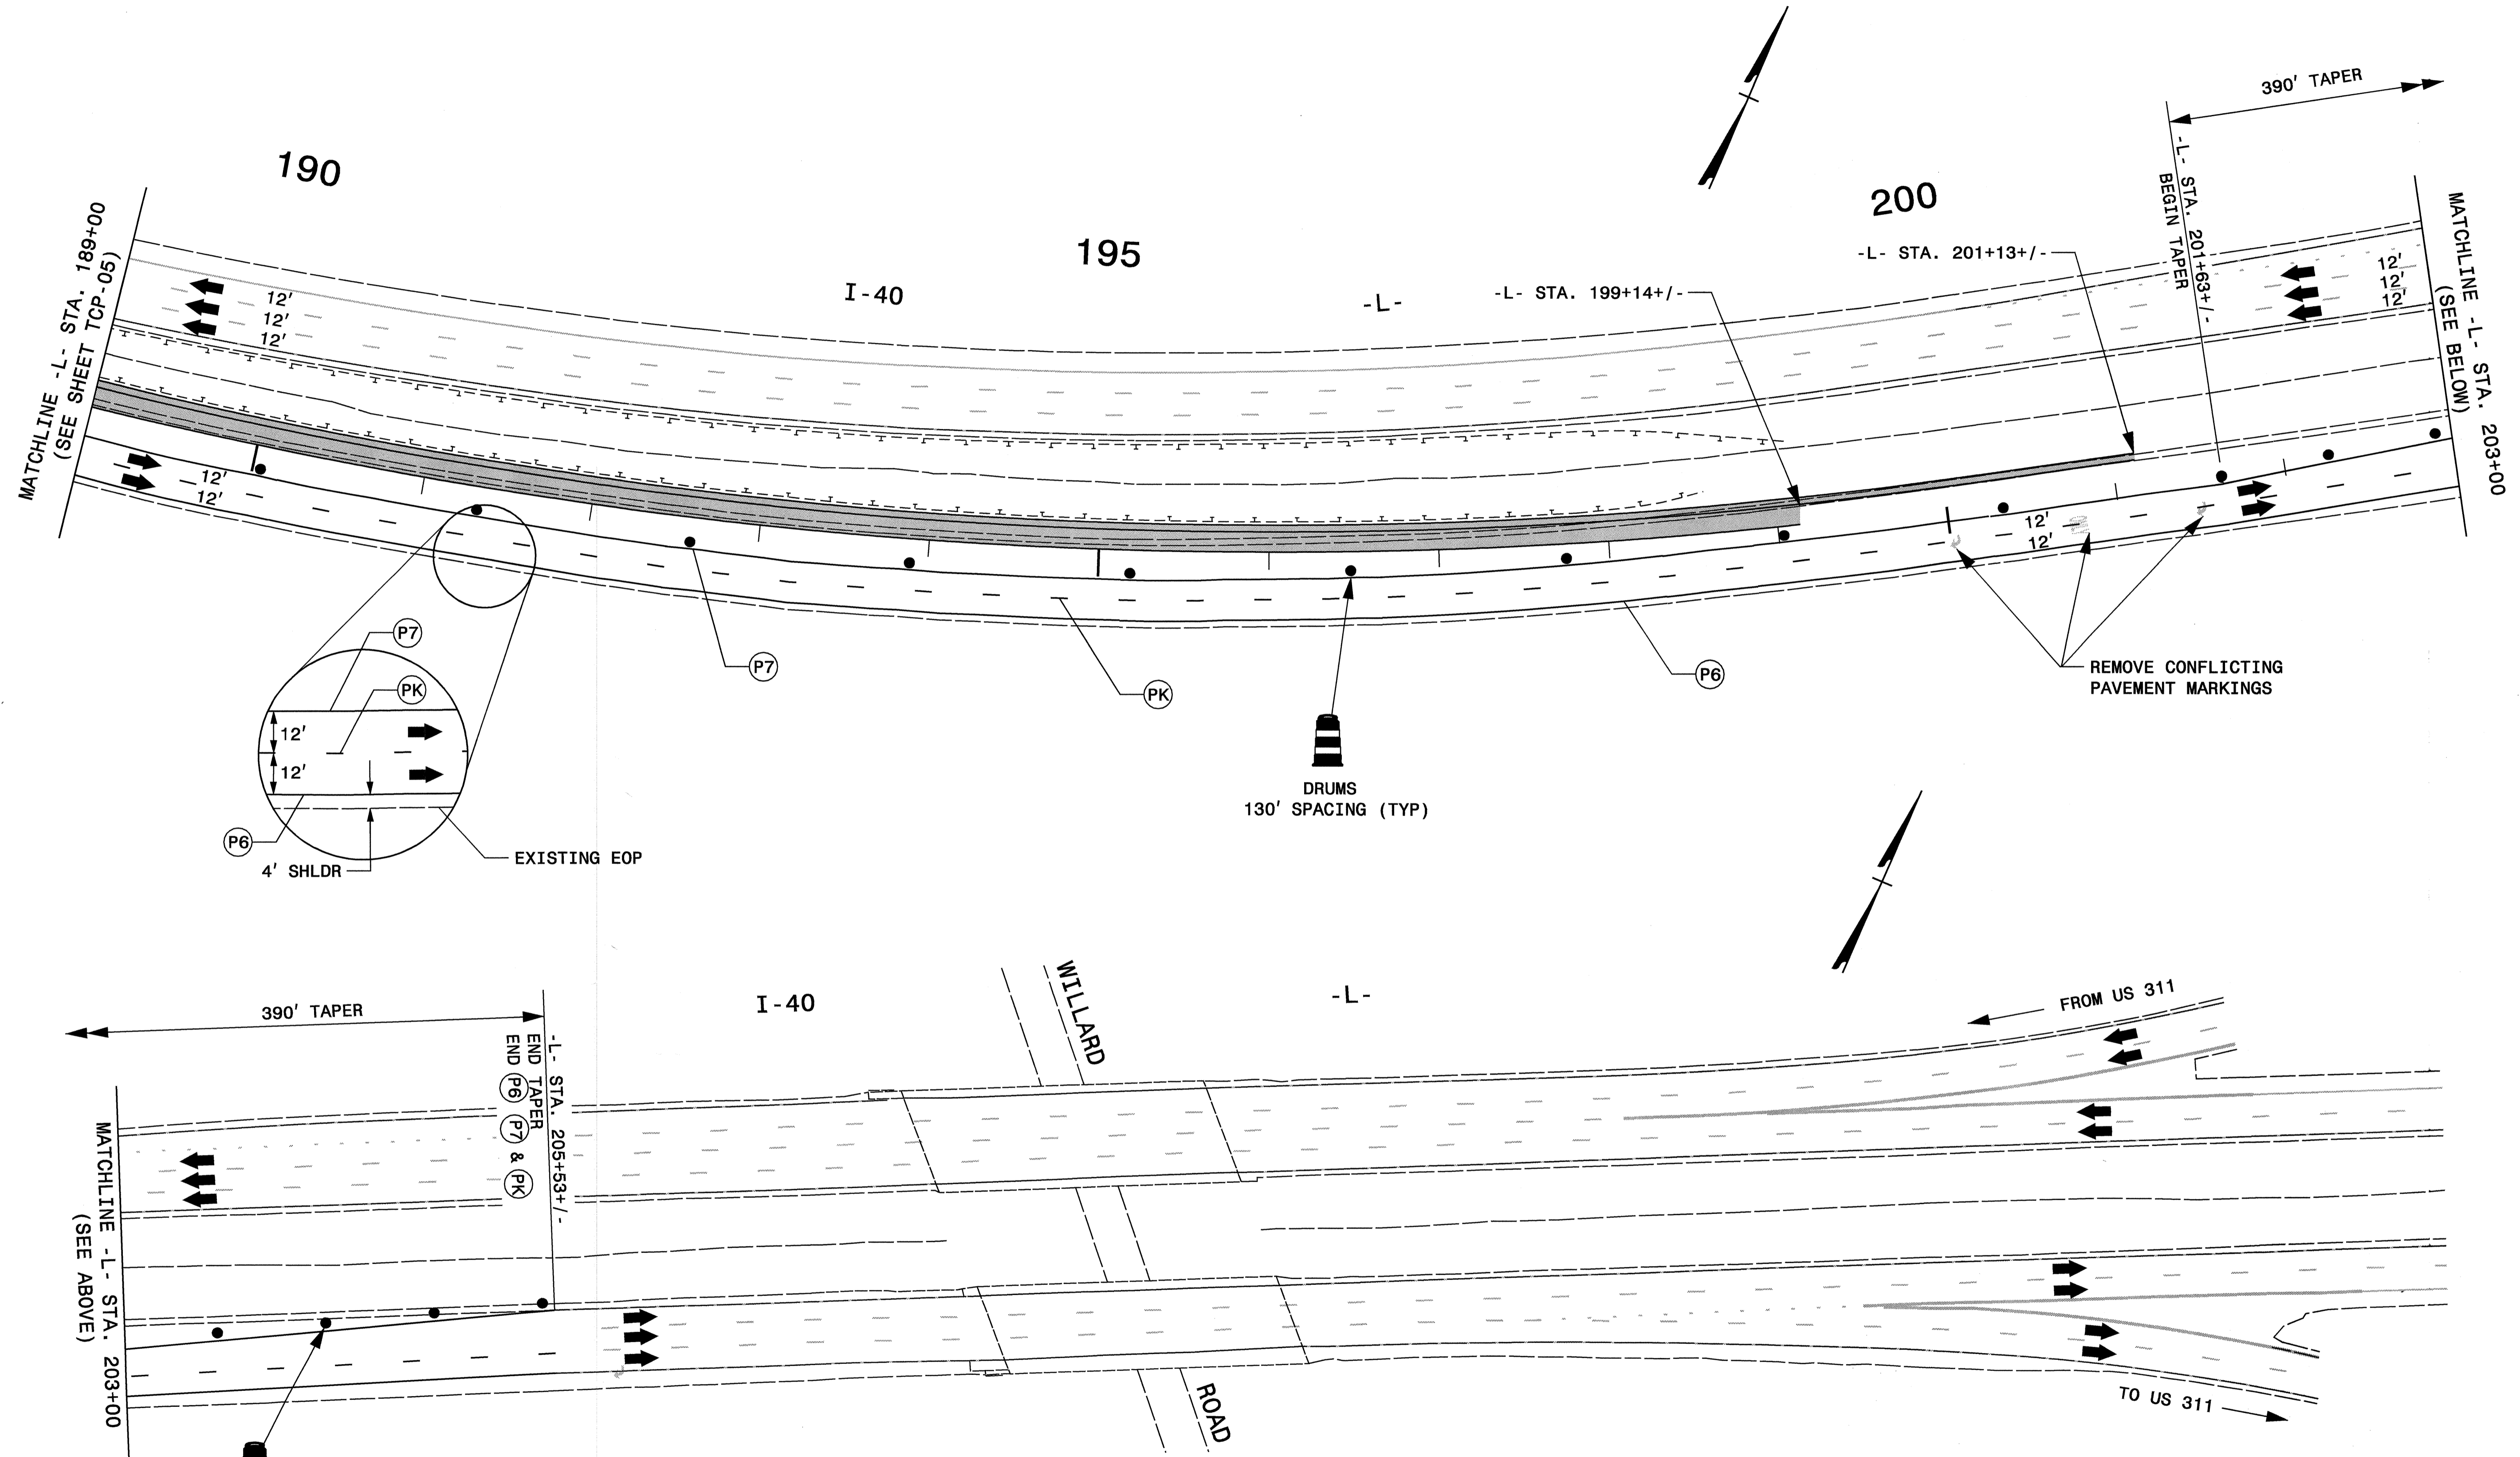 390' TAPER
190
195
200
MATCHLINE -L- STA. 189+00
(SEE SHEET TCP-05)
I-40
-L-
-L- STA. 199+14+/-
-L- STA. 201+13+/-
-L- STA. 201+63+/-
BEGIN TAPER
12'
12'
12'
12'
12'
12'
MATCHLINE -L- STA. 203+00
(SEE BELOW)
12'
12'
12'
12'
P7
PK
12'
12'
P6
4' SHLDR
EXISTING EOP
P7
PK
P6
DRUMS
130' SPACING (TYP)
REMOVE CONFLICTING
PAVEMENT MARKINGS
390' TAPER
-L- STA. 205+53+/-
END TAPER
END P6 P7 & PK
I-40
WILLARD
-L-
FROM US 311
MATCHLINE -L- STA. 203+00
(SEE ABOVE)
ROAD
TO US 311